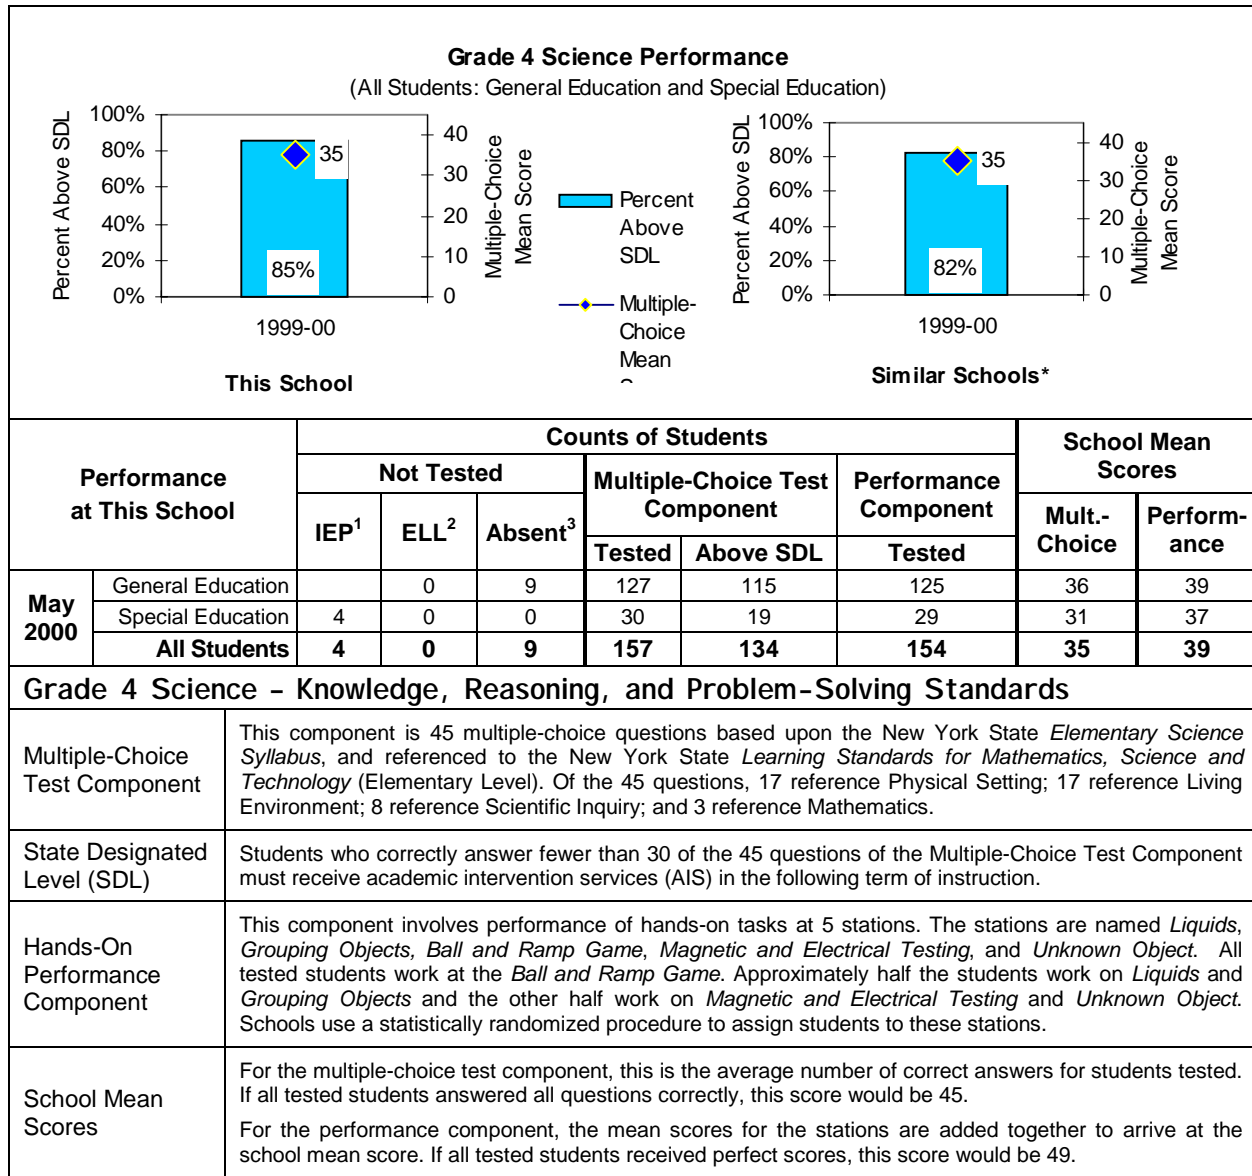 Grade 4 Science Performance
(All Students: General Education and Special Education)
Percent Above SDL
100%
80%
60%
40%
20%
0%
35
85%
40
30
20
10
0
Multiple-Choice
Mean Score
1999-00
This School
Percent
Above
SDL
Multiple-
Choice
Mean
Percent Above SDL
100%
80%
60%
40%
20%
0%
35
82%
40
30
20
10
0
Multiple-Choice
Mean Score
1999-00
Similar Schools*
Performance
at This School
Counts of Students
School Mean
Scores
Not Tested
Multiple-Choice Test
Component
Performance
Component
IEP1
ELL2
Absent3
Tested
Above SDL
Tested
Mult.-
Choice
Perform-
ance
May
2000
General Education 0 9 127 115 125 36 39
Special Education 4 0 0 30 19 29 31 37
All Students 4 0 9 157 134 154 35 39
Grade 4 Science – Knowledge, Reasoning, and Problem-Solving Standards
Multiple-Choice
Test Component
This component is 45 multiple-choice questions based upon the New York State Elementary Science
Syllabus, and referenced to the New York State Learning Standards for Mathematics, Science and
Technology (Elementary Level). Of the 45 questions, 17 reference Physical Setting; 17 reference Living
Environment; 8 reference Scientific Inquiry; and 3 reference Mathematics.
State Designated
Level (SDL)
Students who correctly answer fewer than 30 of the 45 questions of the Multiple-Choice Test Component
must receive academic intervention services (AIS) in the following term of instruction.
Hands-On
Performance
Component
This component involves performance of hands-on tasks at 5 stations. The stations are named Liquids,
Grouping Objects, Ball and Ramp Game, Magnetic and Electrical Testing, and Unknown Object. All
tested students work at the Ball and Ramp Game. Approximately half the students work on Liquids and
Grouping Objects and the other half work on Magnetic and Electrical Testing and Unknown Object.
Schools use a statistically randomized procedure to assign students to these stations.
School Mean
Scores
For the multiple-choice test component, this is the average number of correct answers for students tested.
If all tested students answered all questions correctly, this score would be 45.
For the performance component, the mean scores for the stations are added together to arrive at the
school mean score. If all tested students received perfect scores, this score would be 49.